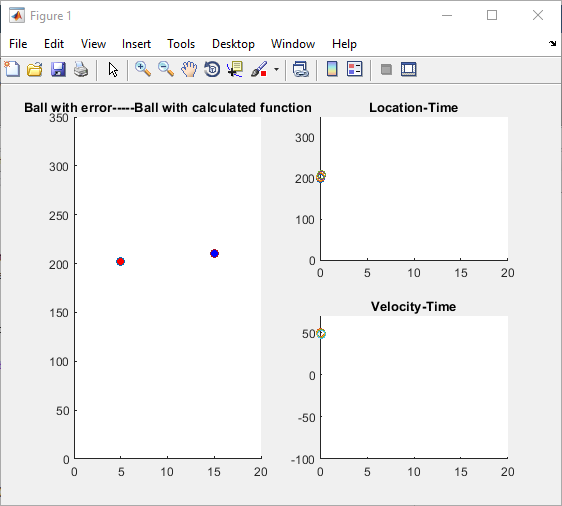 Figure 1
File Edit View Insert Tools Desktop Window Help
Ball with error-----Ball with calculated function
350
300
250
200
150
100
50
0
0 5 10 15 20
Location-Time
300
200
100
0
0 5 10 15 20
Velocity-Time
50
0
-50
-100
0 5 10 15 20